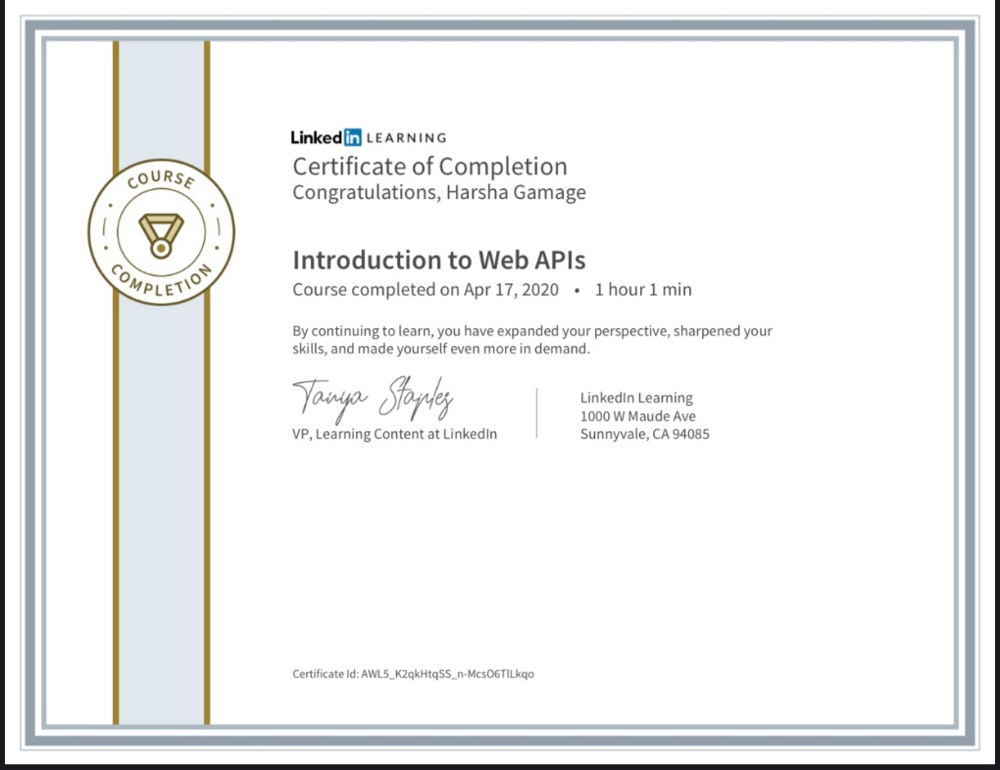 LinkedIn LEARNING
Certificate of Completion
Congratulations, Harsha Gamage
COURSE
COMPLETION
Introduction to Web APIs
Course completed on Apr 17, 2020 • 1 hour 1 min
By continuing to learn, you have expanded your perspective, sharpened your
skills, and made yourself even more in demand.
Tanya Staples
VP, Learning Content at LinkedIn
LinkedIn Learning
1000 W Maude Ave
Sunnyvale, CA 94085
Certificate Id: AWL5_K2qkHtqSS_n-McsO6TlLkqo